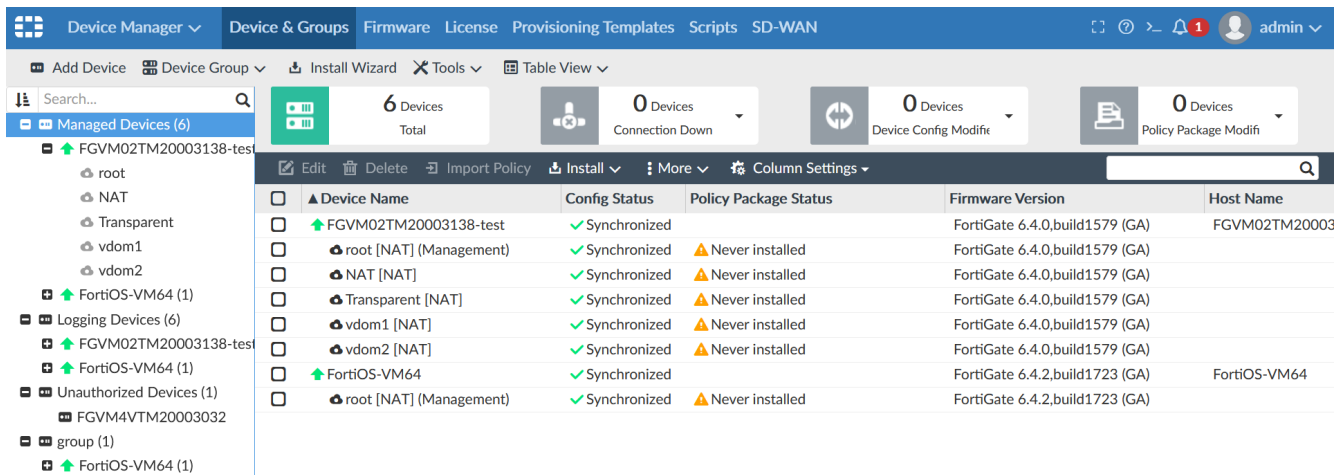 Device Manager Device & Groups Firmware License Provisioning Templates Scripts SD-WAN 1 admin
Add Device Device Group Install Wizard Tools Table View
Search...
Managed Devices (6)
FGVM02TM20003138-test
root
NAT
Transparent
vdom1
vdom2
FortiOS-VM64 (1)
Logging Devices (6)
FGVM02TM20003138-test
FortiOS-VM64 (1)
Unauthorized Devices (1)
FGVM4VTM20003032
group (1)
FortiOS-VM64 (1)
6 Devices
Total
0 Devices
Connection Down
0 Devices
Device Config Modifie
0 Devices
Policy Package Modifi
Edit Delete Import Policy Install More Column Settings
Device Name Config Status Policy Package Status Firmware Version Host Name
FGVM02TM20003138-test Synchronized FortiGate 6.4.0,build1579 (GA) FGVM02TM20003
root [NAT] (Management) Synchronized Never installed FortiGate 6.4.0,build1579 (GA)
NAT [NAT] Synchronized Never installed FortiGate 6.4.0,build1579 (GA)
Transparent [NAT] Synchronized Never installed FortiGate 6.4.0,build1579 (GA)
vdom1 [NAT] Synchronized Never installed FortiGate 6.4.0,build1579 (GA)
vdom2 [NAT] Synchronized Never installed FortiGate 6.4.0,build1579 (GA)
FortiOS-VM64 Synchronized FortiGate 6.4.2,build1723 (GA) FortiOS-VM64
root [NAT] (Management) Synchronized Never installed FortiGate 6.4.2,build1723 (GA)